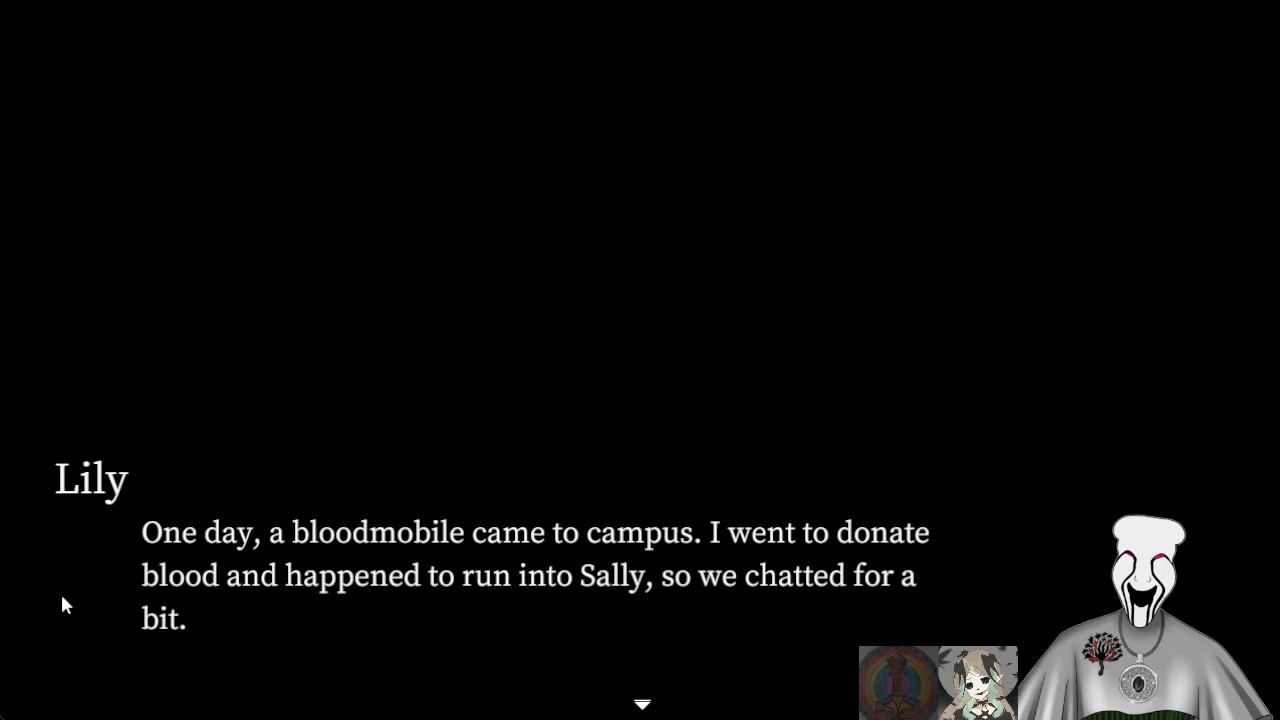 Lily
One day, a bloodmobile came to campus. I went to donate
blood and happened to run into Sally, so we chatted for a
bit.